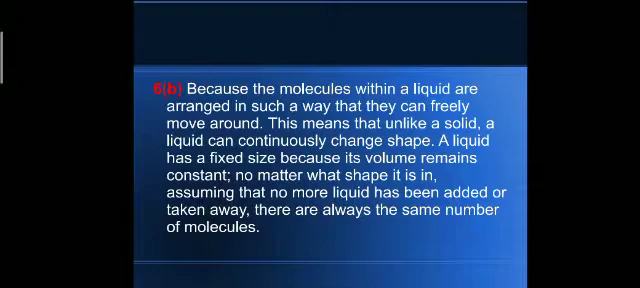 6(b) Because the molecules within a liquid are
arranged in such a way that they can freely
move around. This means that unlike a solid, a
liquid can continuously change shape. A liquid
has a fixed size because its volume remains
constant; no matter what shape it is in,
assuming that no more liquid has been added or
taken away, there are always the same number
of molecules.